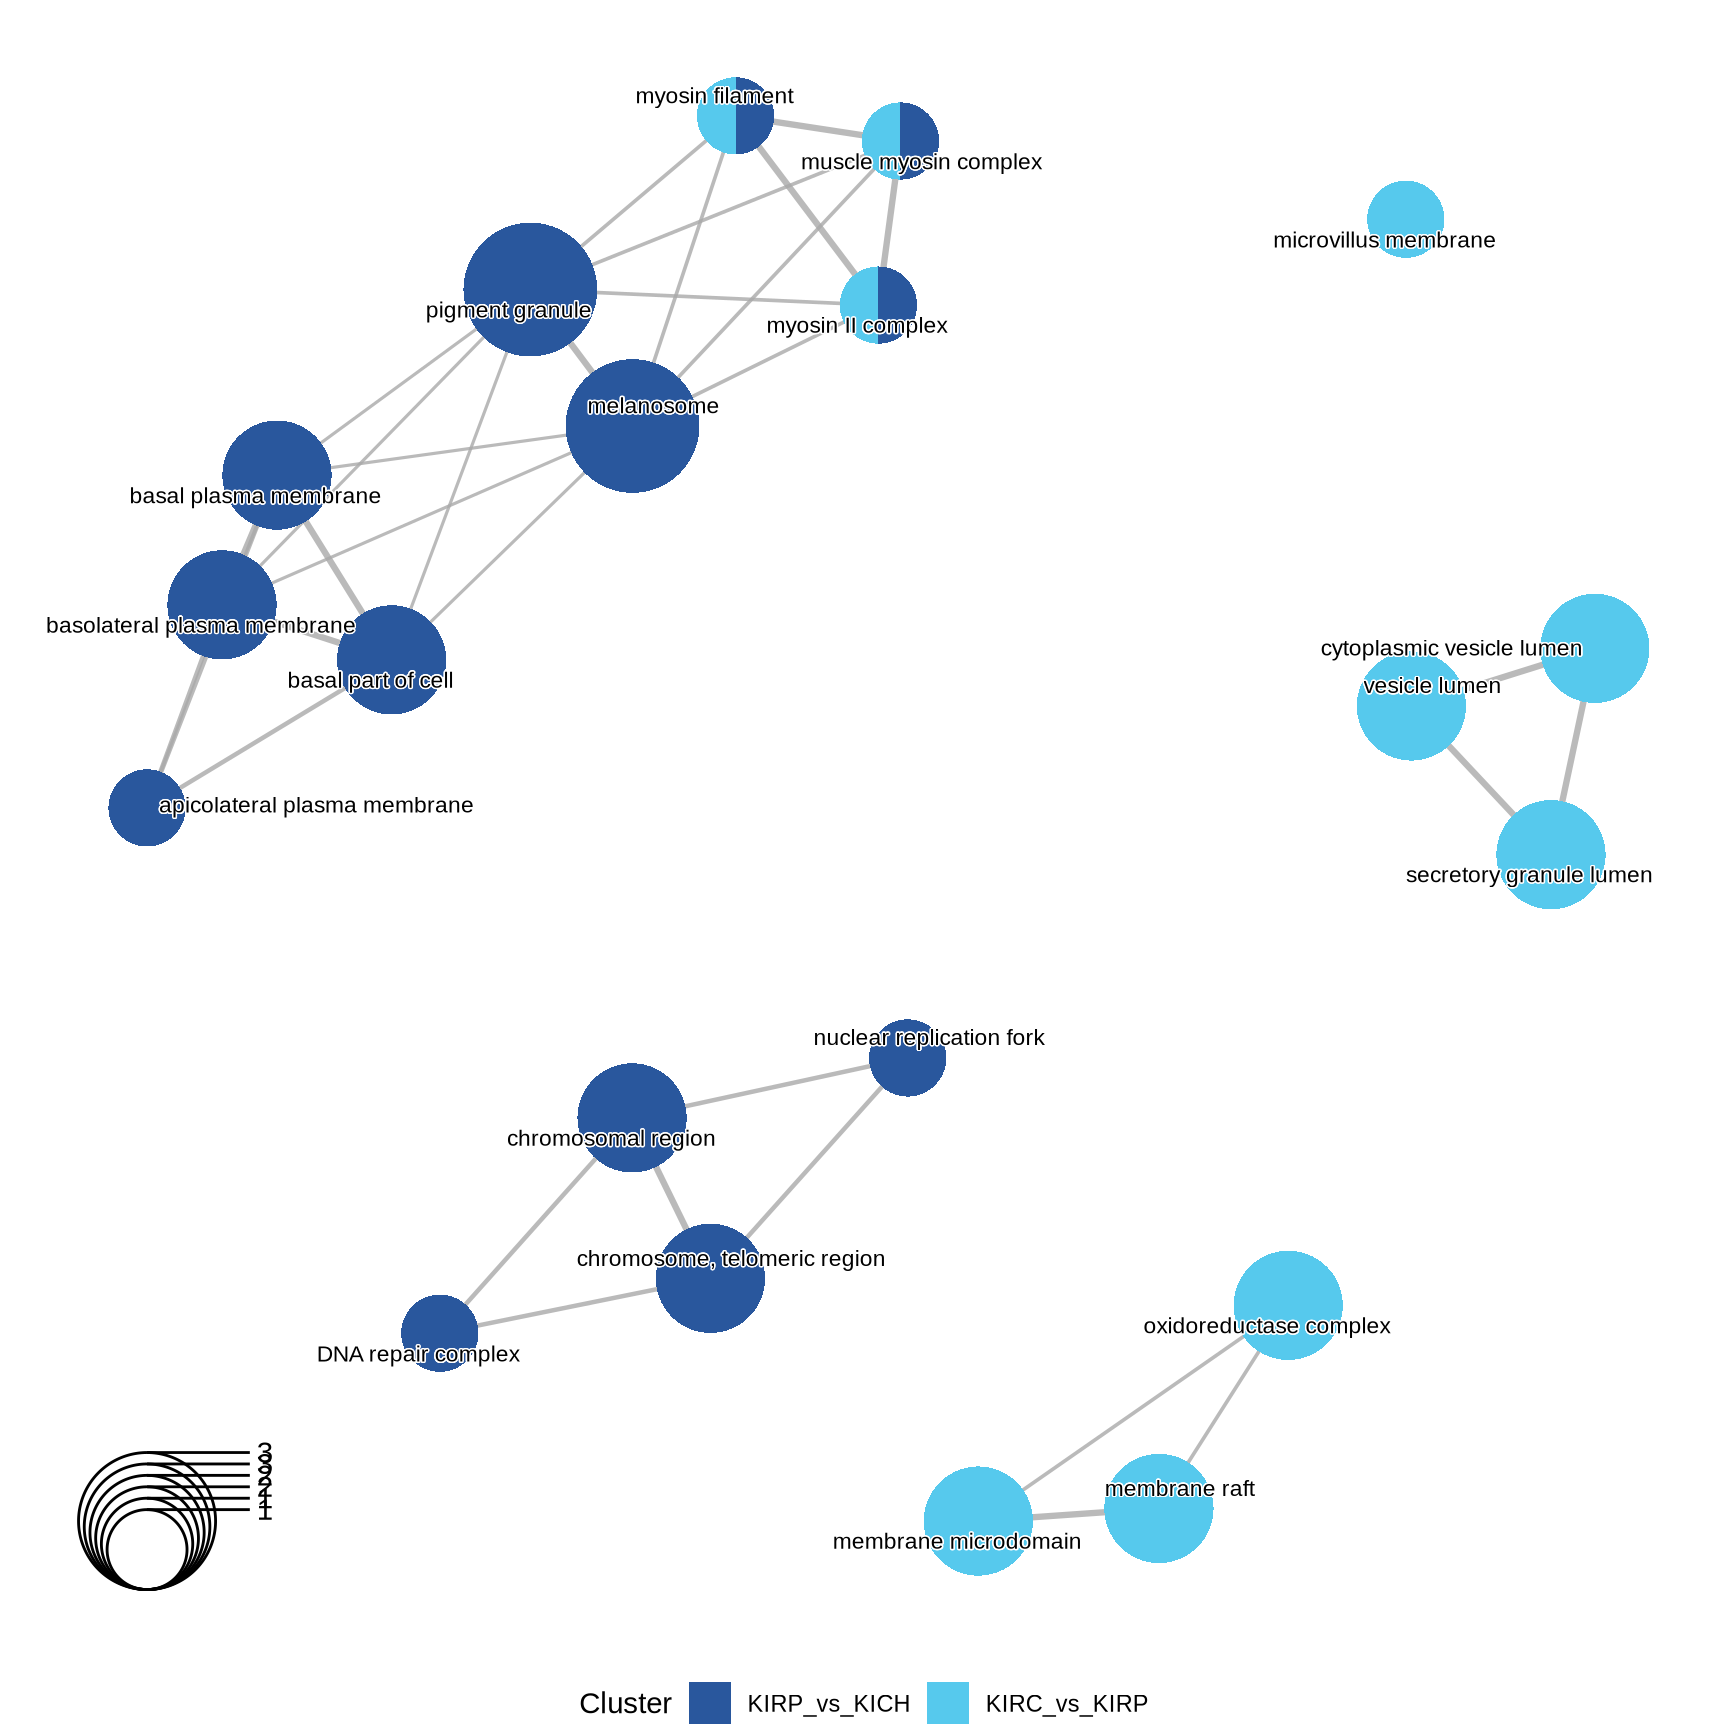 myosin filament
muscle myosin complex
microvillus membrane
pigment granule
myosin II complex
melanosome
basal plasma membrane
basolateral plasma membrane
cytoplasmic vesicle lumen
basal part of cell
vesicle lumen
apicolateral plasma membrane
secretory granule lumen
nuclear replication fork
chromosomal region
chromosome, telomeric region
oxidoreductase complex
DNA repair complex
3
3
2
2
1
1
membrane raft
membrane microdomain
Cluster KIRP_vs_KICH KIRC_vs_KIRP